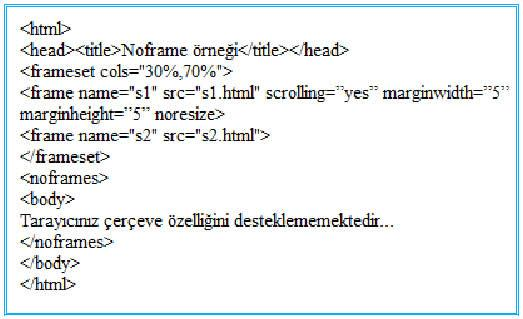 <html>
<head><title>Noframe örneği</title></head>
<frameset cols="30%,70%">
<frame name="s1" src="s1.html" scrolling=”yes” marginwidth=”5”
marginheight=”5” noresize>
<frame name="s2" src="s2.html">
</frameset>
<noframes>
<body>
Tarayıcınız çerçeve özelliğini desteklememektedir...
</noframes>
</body>
</html>